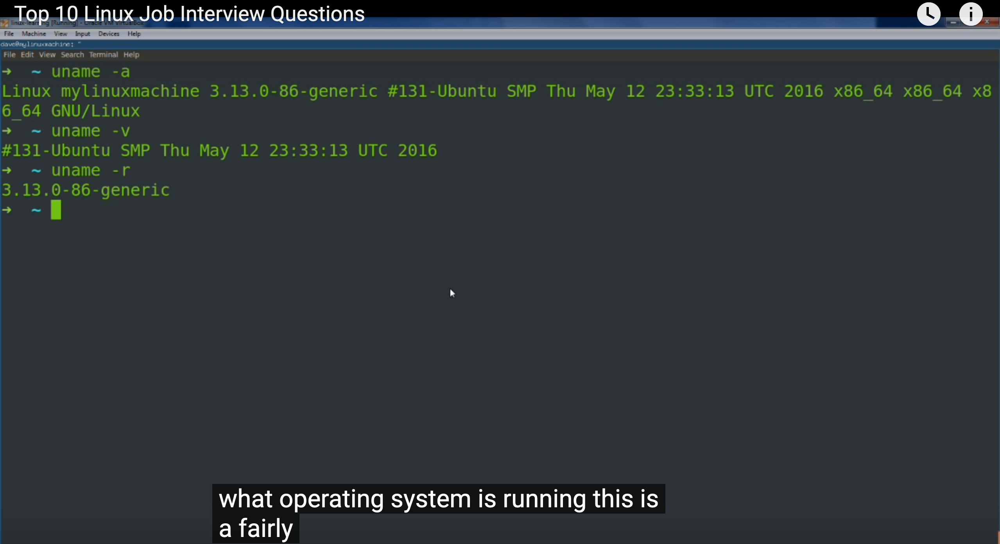 Top 10 Linux Job Interview Questions
linux-learning [Running] - Oracle VM VirtualBox
File Machine View Input Devices Help
dave@mylinuxmachine: ~
File Edit View Search Terminal Help
➜ ~ uname -a
Linux mylinuxmachine 3.13.0-86-generic #131-Ubuntu SMP Thu May 12 23:33:13 UTC 2016 x86_64 x86_64 x8
6_64 GNU/Linux
➜ ~ uname -v
#131-Ubuntu SMP Thu May 12 23:33:13 UTC 2016
➜ ~ uname -r
3.13.0-86-generic
➜ ~
what operating system is running this is
a fairly